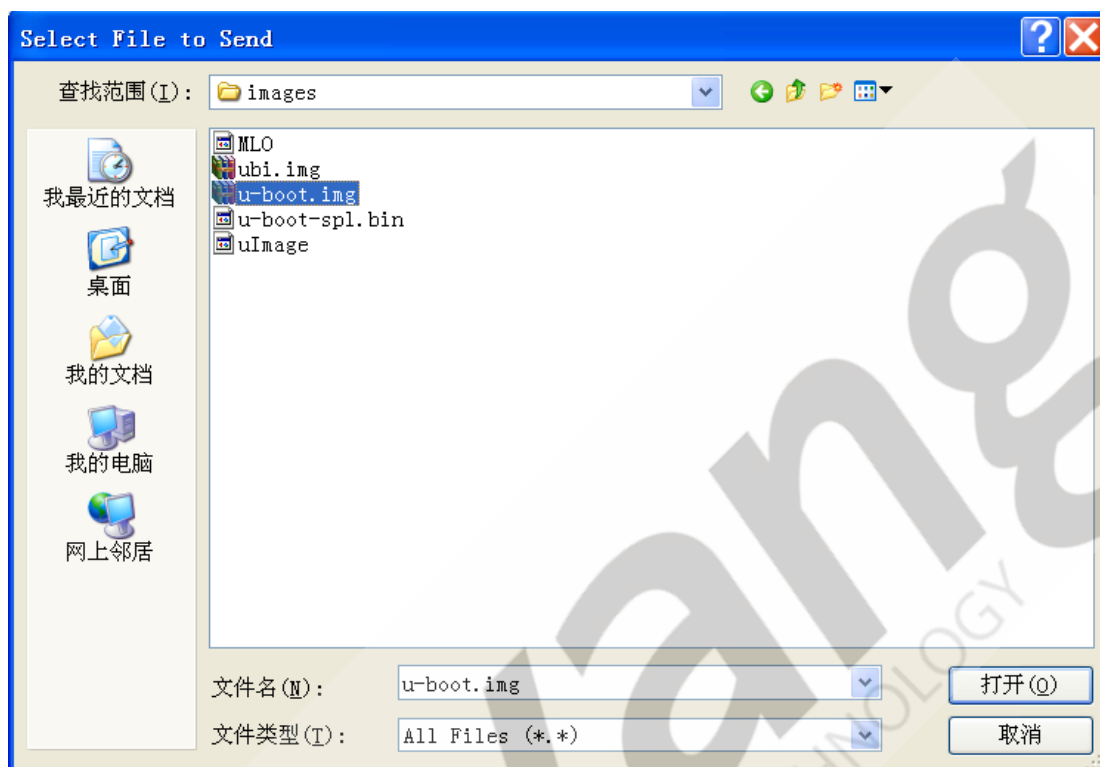 Select File to Send
查找范围(I):
images
我最近的文档
桌面
我的文档
我的电脑
网上邻居
MLO
ubi.img
u-boot.img
u-boot-spl.bin
uImage
文件名(N):
u-boot.img
打开(O)
文件类型(T):
All Files (*.*)
取消